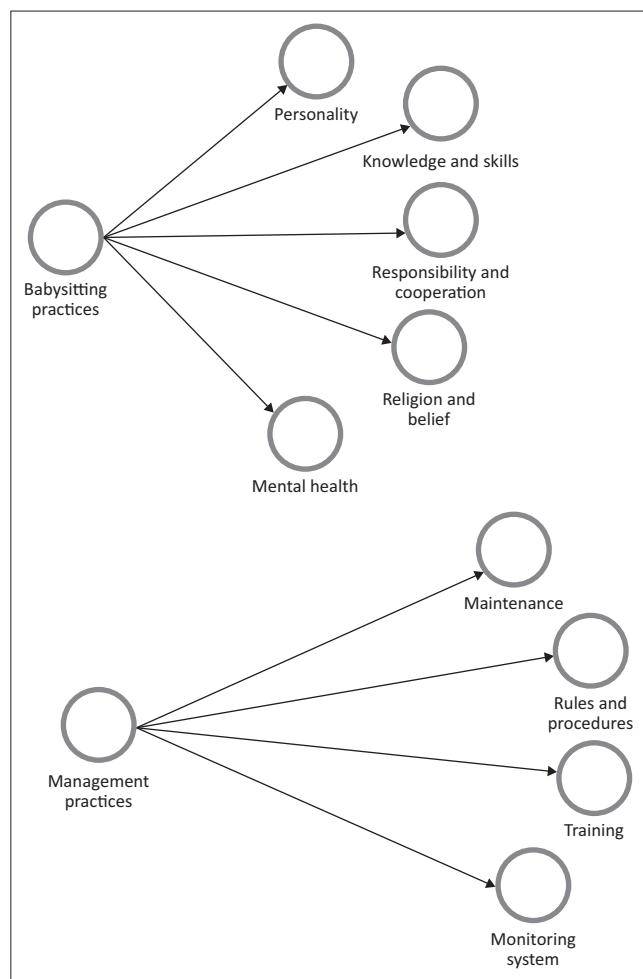 Personality
Knowledge and skills
Responsibility and
cooperation
Babysitting
practices
Religion and
belief
Mental health
Maintenance
Rules and
procedures
Management
practices
Training
Monitoring
system